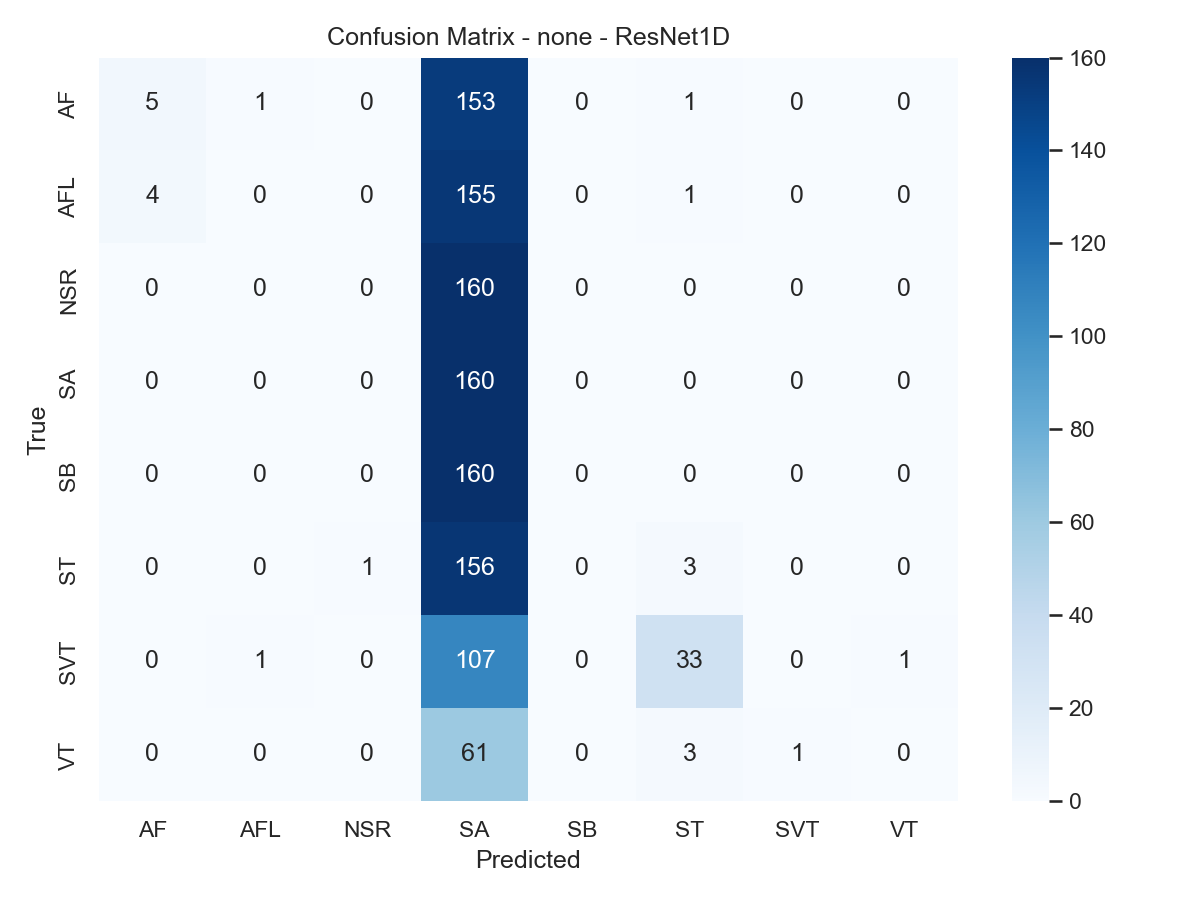 Confusion Matrix - none - ResNet1D
AF 5 1 0 153 0 1 0 0
AFL 4 0 0 155 0 1 0 0
NSR 0 0 0 160 0 0 0 0
SA 0 0 0 160 0 0 0 0
SB 0 0 0 160 0 0 0 0
ST 0 0 1 156 0 3 0 0
SVT 0 1 0 107 0 33 0 1
VT 0 0 0 61 0 3 1 0
AF AFL NSR SA SB ST SVT VT
Predicted
True
160
140
120
100
80
60
40
20
0